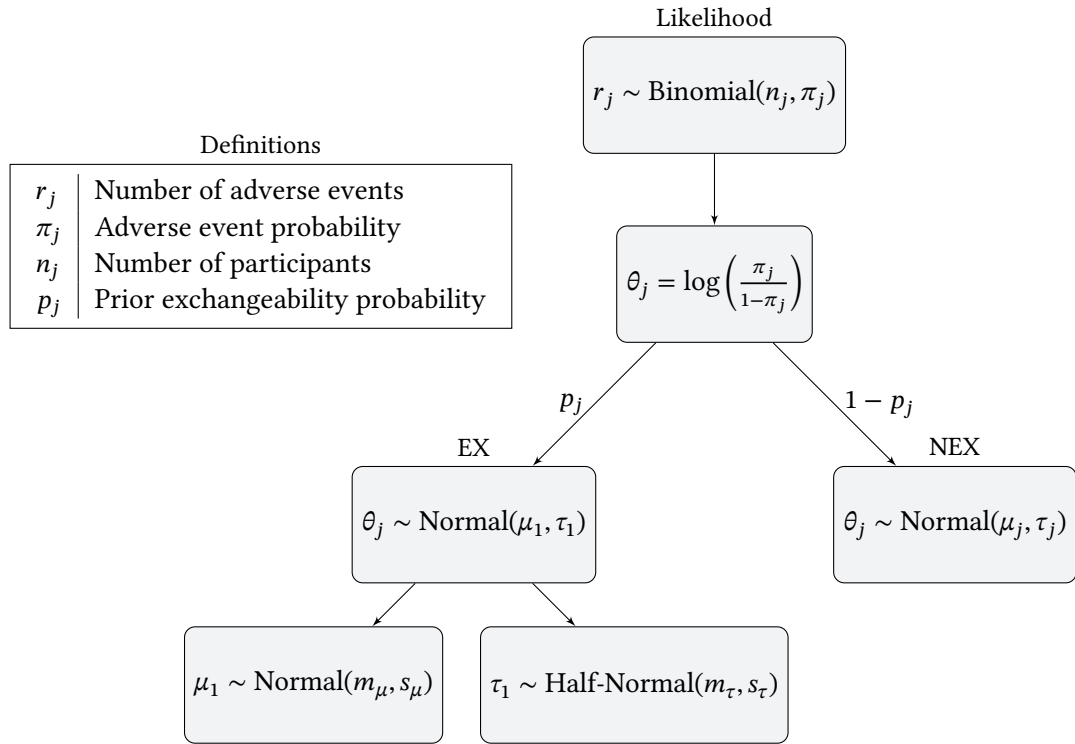 Likelihood
r_j ∼ Binomial(n_j, π_j)
Definitions
r_j | Number of adverse events
π_j | Adverse event probability
n_j | Number of participants
p_j | Prior exchangeability probability
θ_j = log(π_j / 1−π_j)
p_j
1 − p_j
EX
NEX
θ_j ∼ Normal(μ_1, τ_1)
θ_j ∼ Normal(μ_j, τ_j)
μ_1 ∼ Normal(m_μ, s_μ)
τ_1 ∼ Half-Normal(m_τ, s_τ)